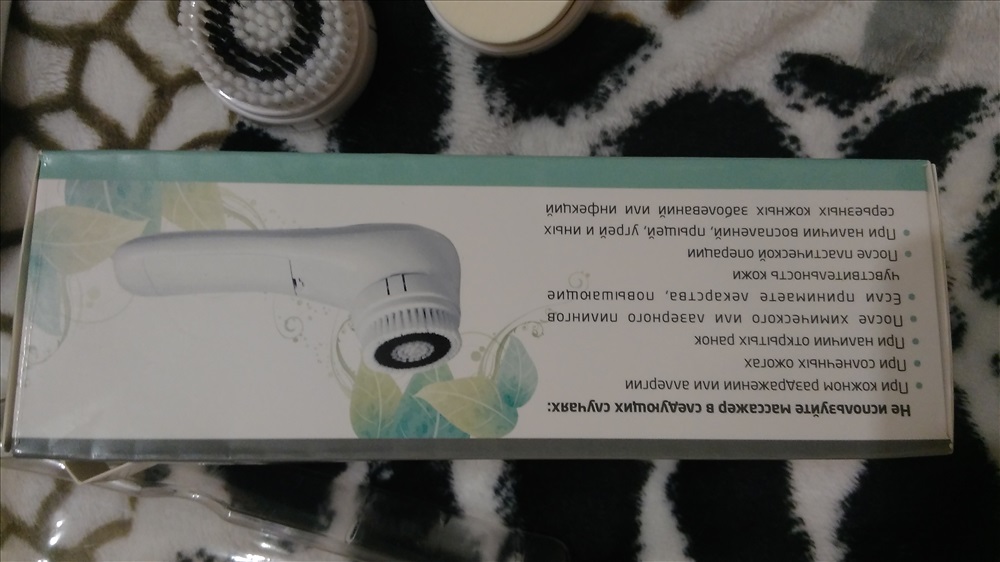 Не используйте массажер в следующих случаях:
• При кожном раздражении или аллергии
• При солнечных ожогах
• При наличии открытых ранок
• После химического или лазерного пилингов
• Если принимаете лекарства, повышающие
чувствительность кожи
• После пластической операции
• При наличии воспалений, прыщей, угрей и иных
серьезных кожных заболеваний или инфекций